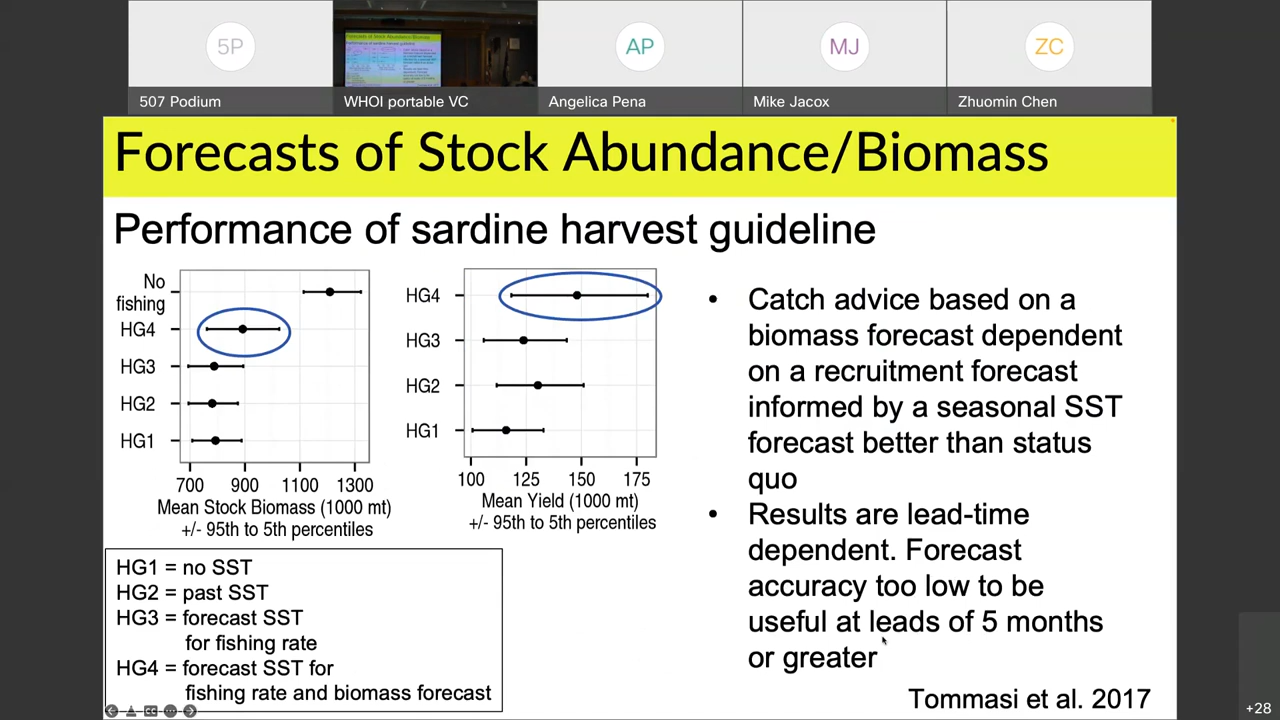 5P
AP
MJ
ZC
507 Podium
WHOI portable VC
Angelica Pena
Mike Jacox
Zhuomin Chen
Forecasts of Stock Abundance/Biomass
Performance of sardine harvest guideline
No
fishing
HG4
HG3
HG2
HG1
700 900 1100 1300
Mean Stock Biomass (1000 mt)
+/- 95th to 5th percentiles
HG4
HG3
HG2
HG1
100 125 150 175
Mean Yield (1000 mt)
+/- 95th to 5th percentiles
HG1 = no SST
HG2 = past SST
HG3 = forecast SST
for fishing rate
HG4 = forecast SST for
fishing rate and biomass forecast
• Catch advice based on a
biomass forecast dependent
on a recruitment forecast
informed by a seasonal SST
forecast better than status
quo
• Results are lead-time
dependent. Forecast
accuracy too low to be
useful at leads of 5 months
or greater
Tommasi et al. 2017
+28